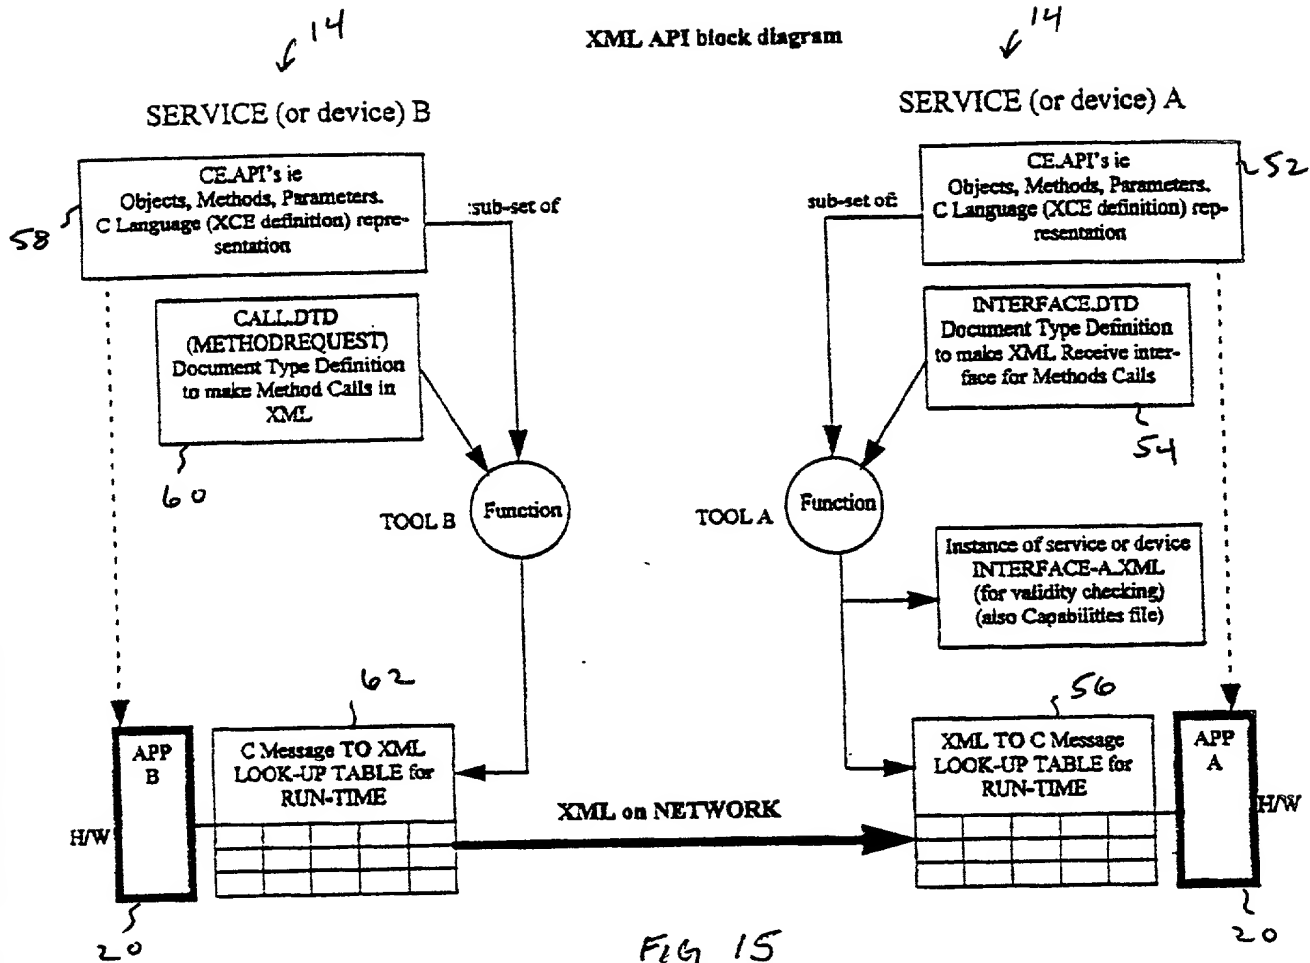 XML API block diagram
14
14
SERVICE (or device) B
SERVICE (or device) A
CE.API's ie
Objects, Methods, Parameters.
C Language (XCE definition) repre-
sentation
58
:sub-set of
CE.API's ie
Objects, Methods, Parameters.
C Language (XCE definition) rep-
resentation
52
sub-set of:
CALL.DTD
(METHODREQUEST)
Document Type Definition
to make Method Calls in
XML
60
INTERFACE.DTD
Document Type Definition
to make XML Receive inter-
face for Methods Calls
54
TOOL B
Function
TOOL A
Function
Instance of service or device
INTERFACE-A.XML
(for validity checking)
(also Capabilities file)
62
56
APP
B
C Message TO XML
LOOK-UP TABLE for
RUN-TIME
XML TO C Message
LOOK-UP TABLE for
RUN-TIME
APP
A
H/W
XML on NETWORK
H/W
20
20
FIG 15